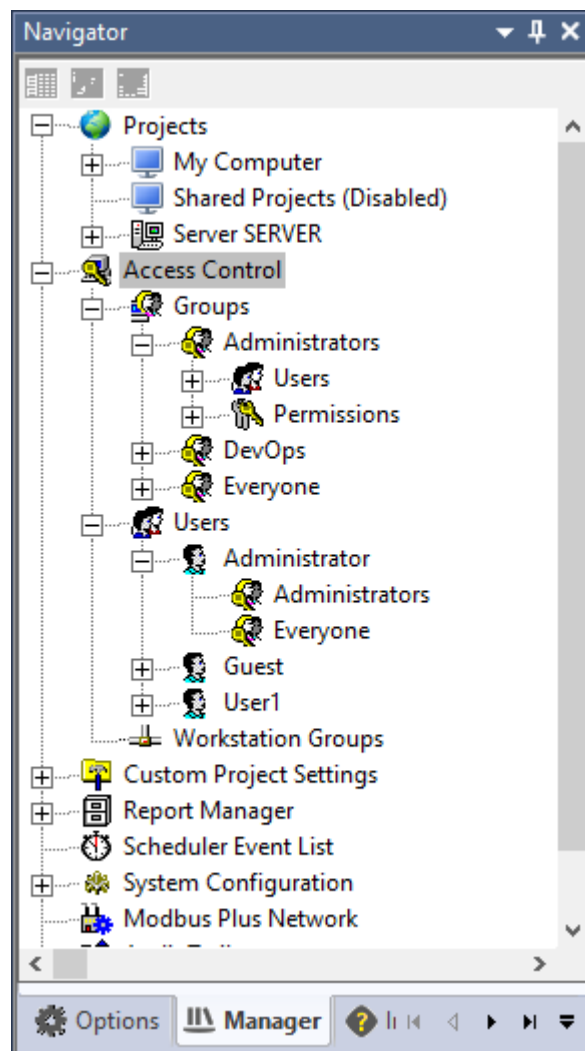 Navigator
Projects
My Computer
Shared Projects (Disabled)
Server SERVER
Access Control
Groups
Administrators
Users
Permissions
DevOps
Everyone
Users
Administrator
Administrators
Everyone
Guest
User1
Workstation Groups
Custom Project Settings
Report Manager
Scheduler Event List
System Configuration
Modbus Plus Network
Options Manager